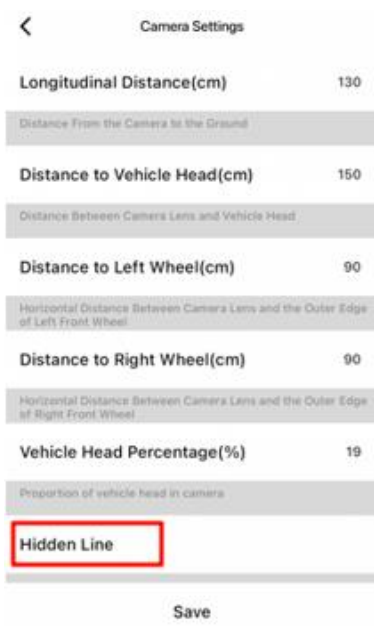 Camera Settings
Longitudinal Distance(cm) 130
Distance From the Camera to the Ground
Distance to Vehicle Head(cm) 150
Distance Between Camera Lens and Vehicle Head
Distance to Left Wheel(cm) 90
Horizontal Distance Between Camera Lens and the Outer Edge
of Left Front Wheel
Distance to Right Wheel(cm) 90
Horizontal Distance Between Camera Lens and the Outer Edge
of Right Front Wheel
Vehicle Head Percentage(%) 19
Proportion of vehicle head in camera
Hidden Line
Save